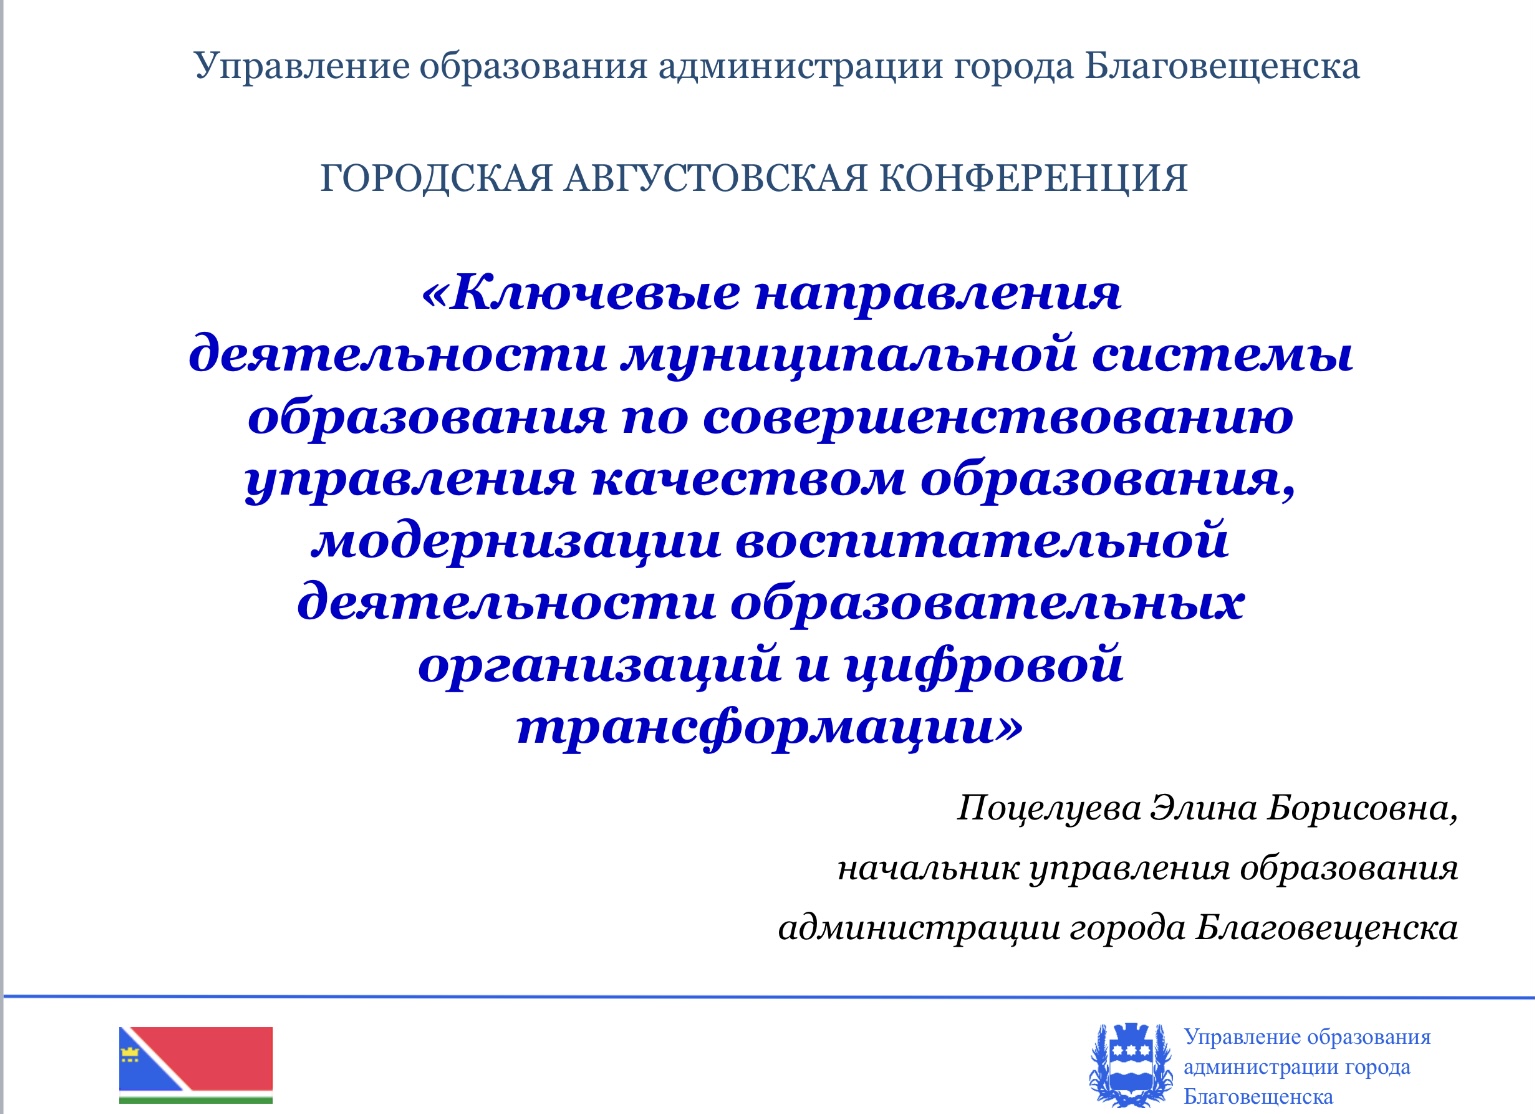 Управление образования администрации города Благовещенска
ГОРОДСКАЯ АВГУСТОВСКАЯ КОНФЕРЕНЦИЯ
«Ключевые направления
деятельности муниципальной системы
образования по совершенствованию
управления качеством образования,
модернизации воспитательной
деятельности образовательных
организаций и цифровой
трансформации»
Поцелуева Элина Борисовна,
начальник управления образования
администрации города Благовещенска
Управление образования
администрации города
Благовещенска